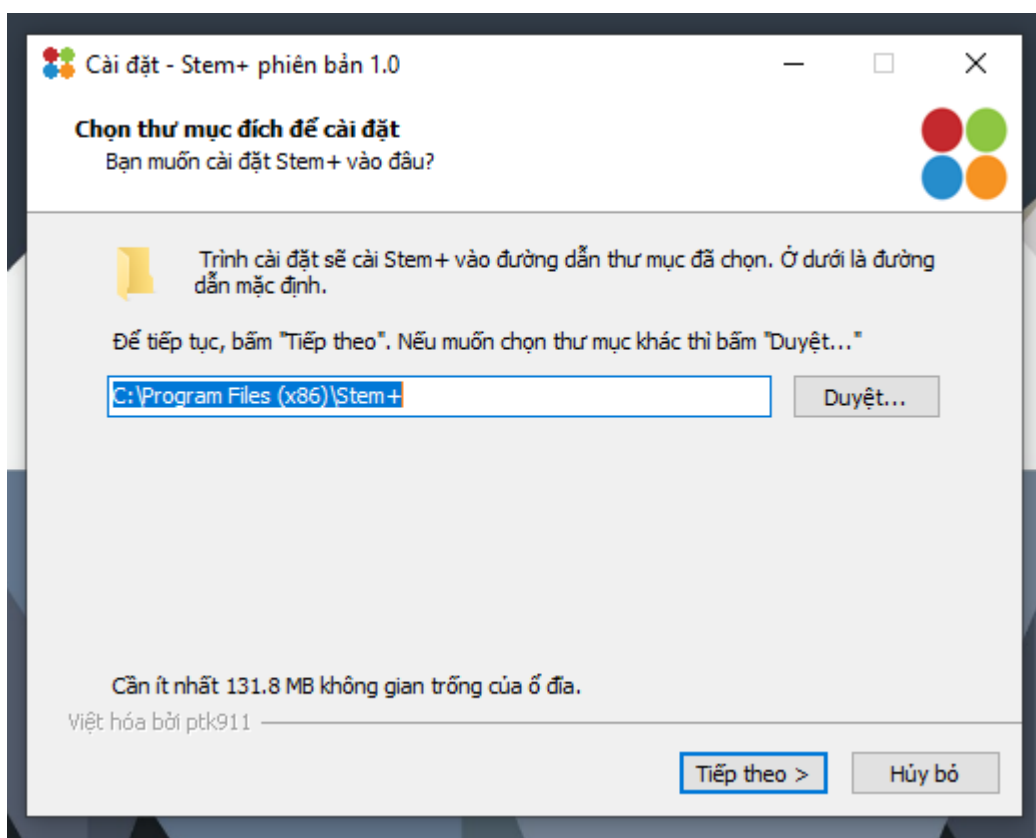 Cài đặt - Stem+ phiên bản 1.0
Chọn thư mục đích để cài đặt
Bạn muốn cài đặt Stem+ vào đâu?
Trình cài đặt sẽ cài Stem+ vào đường dẫn thư mục đã chọn. Ở dưới là đường
dẫn mặc định.
Để tiếp tục, bấm "Tiếp theo". Nếu muốn chọn thư mục khác thì bấm "Duyệt..."
C:\Program Files (x86)\Stem+
Duyệt...
Cần ít nhất 131.8 MB không gian trống của ổ đĩa.
Việt hóa bởi ptk911
Tiếp theo >
Hủy bỏ